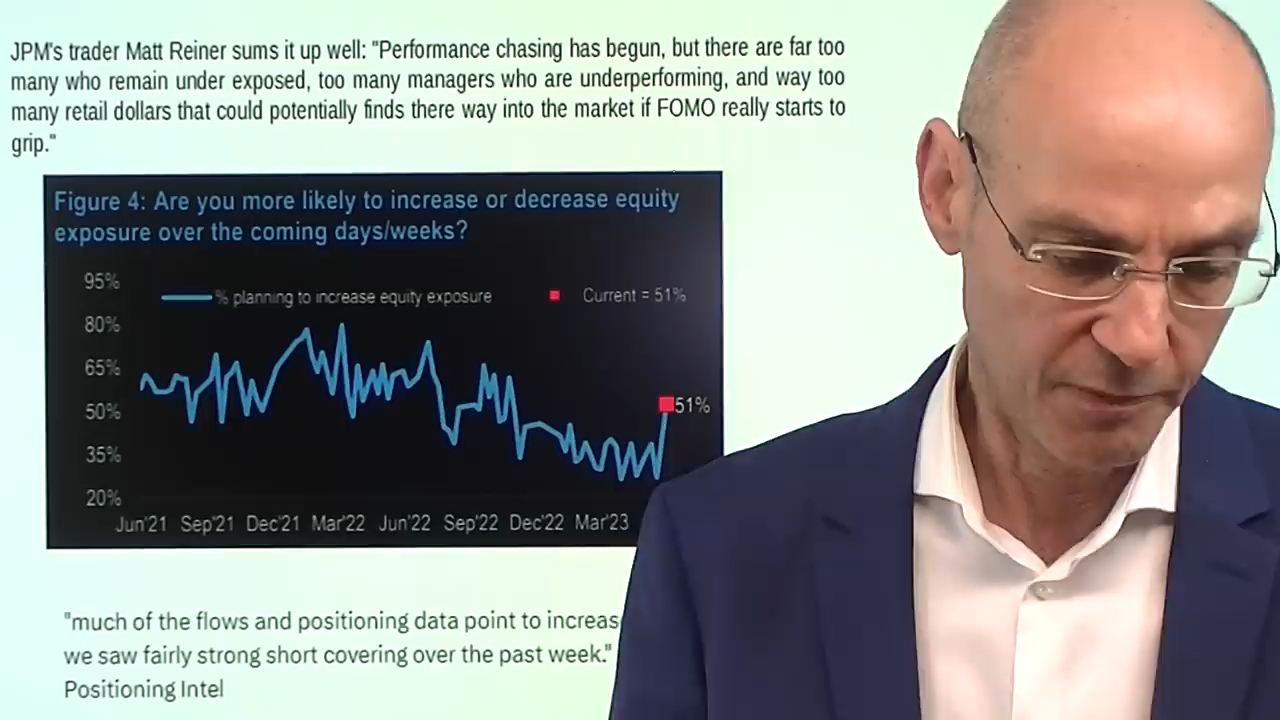 JPM's trader Matt Reiner sums it up well: "Performance chasing has begun, but there are far too
many who remain under exposed, too many managers who are underperforming, and way too
many retail dollars that could potentially finds there way into the market if FOMO really starts to
grip."
Figure 4: Are you more likely to increase or decrease equity
exposure over the coming days/weeks?
95%
% planning to increase equity exposure
Current = 51%
80%
65%
50%
51%
35%
20%
Jun'21 Sep'21 Dec'21 Mar'22 Jun'22 Sep'22 Dec'22 Mar'23
"much of the flows and positioning data point to increas
we saw fairly strong short covering over the past week."
Positioning Intel